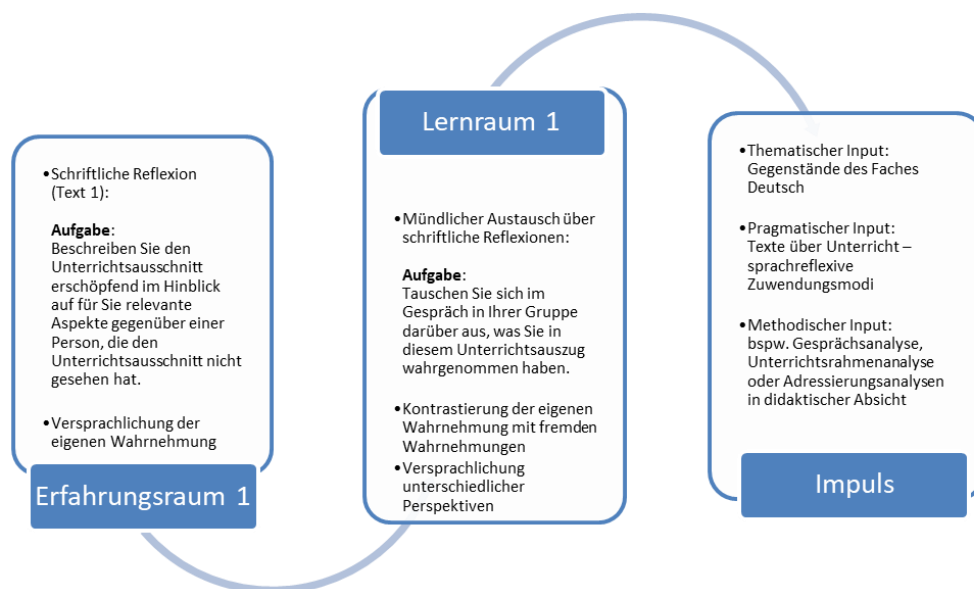 •Schriftliche Reflexion
(Text 1):
Aufgabe:
Beschreiben Sie den
Unterrichtsausschnitt
erschöpfend im Hinblick
auf für Sie relevante
Aspekte gegenüber einer
Person, die den
Unterrichtsausschnitt nicht
gesehen hat.
•Versprachlichung der
eigenen Wahrnehmung
Erfahrungsraum 1
Lernraum 1
•Mündlicher Austausch über
schriftliche Reflexionen:
Aufgabe:
Tauschen Sie sich im
Gespräch in Ihrer Gruppe
darüber aus, was Sie in
diesem Unterrichtsauszug
wahrgenommen haben.
•Kontrastierung der eigenen
Wahrnehmung mit fremden
Wahrnehmungen
•Versprachlichung
unterschiedlicher
Perspektiven
•Thematischer Input:
Gegenstände des Faches
Deutsch
•Pragmatischer Input:
Texte über Unterricht –
sprachreflexive
Zuwendungsmodi
•Methodischer Input:
bspw. Gesprächsanalyse,
Unterrichtsrahmenanalyse
oder Adressierungsanalysen
in didaktischer Absicht
Impuls